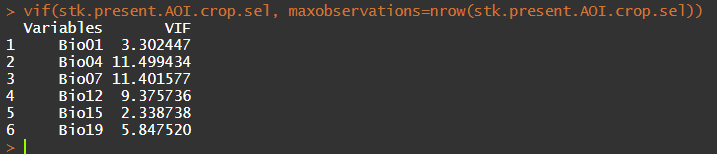 > vif(stk.present.AOI.crop.sel, maxobservations=nrow(stk.present.AOI.crop.sel))
  Variables       VIF
1     Bio01  3.302447
2     Bio04 11.499434
3     Bio07 11.401577
4     Bio12  9.375736
5     Bio15  2.338738
6     Bio19  5.847520
>